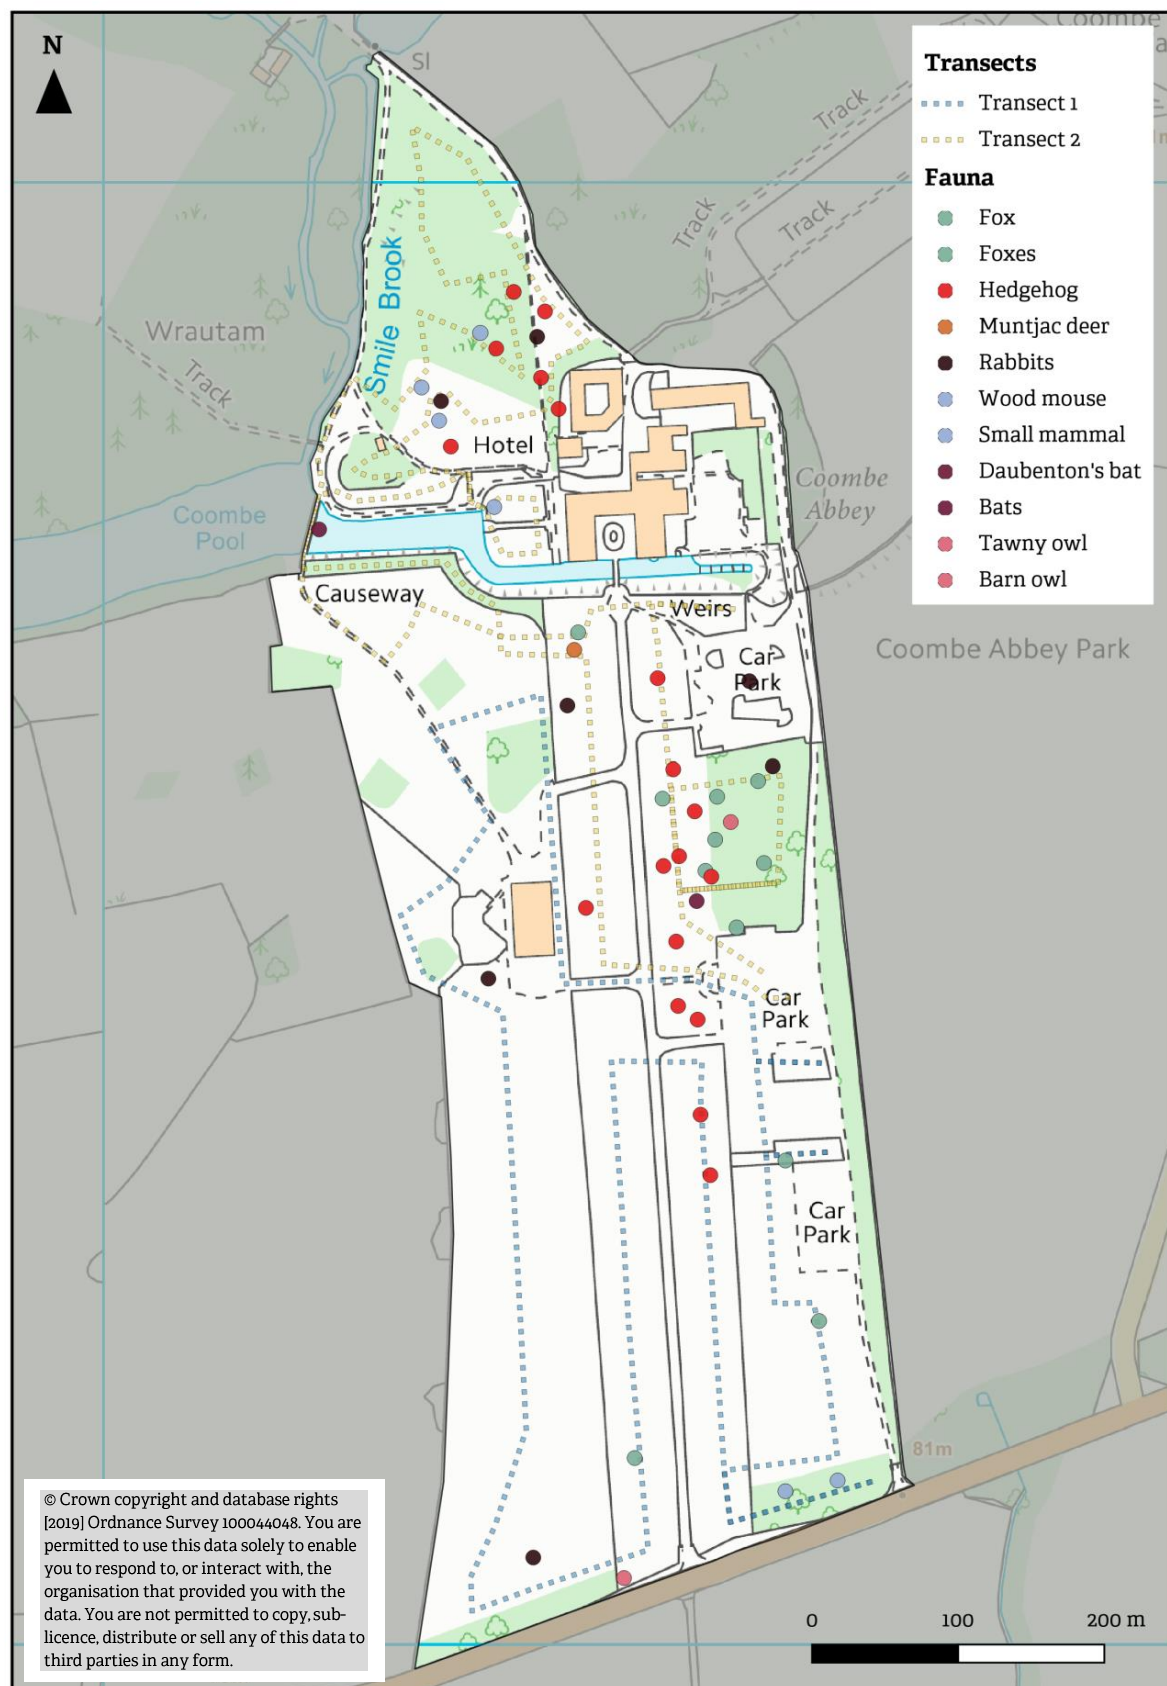 N
SI
Coombe
Track
Track
Track
Transects
Transect 1
Transect 2
Fauna
Fox
Foxes
Hedgehog
Muntjac deer
Rabbits
Wood mouse
Small mammal
Daubenton's bat
Bats
Tawny owl
Barn owl
Smile Brook
Wrautam
Track
Hotel
Coombe
Abbey
Coombe
Pool
Causeway
Weirs
Coombe Abbey Park
Car
Park
Car
Park
Car
Park
81m
© Crown copyright and database rights
[2019] Ordnance Survey 100044048. You are
permitted to use this data solely to enable
you to respond to, or interact with, the
organisation that provided you with the
data. You are not permitted to copy, sub-
licence, distribute or sell any of this data to
third parties in any form.
0 100 200 m